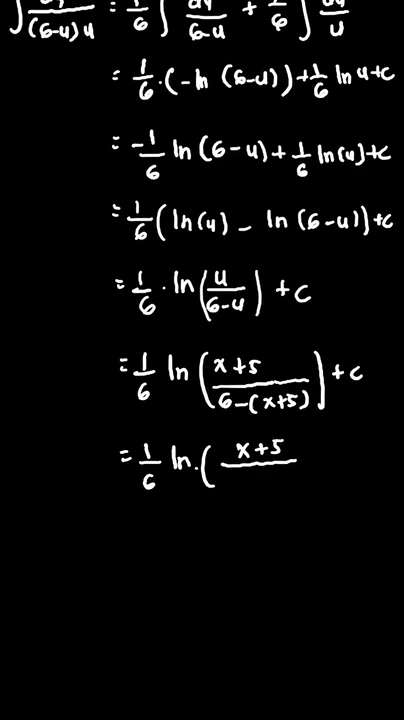 ∫ du/((6-u)u) = 1/6 ∫ du/(6-u) + 1/6 ∫ du/u
= 1/6 · (-ln (6-u)) + 1/6 ln u + c
= -1/6 ln (6-u) + 1/6 ln(u) + c
= 1/6 (ln(u) - ln (6-u)) + c
= 1/6 · ln (u/(6-u)) + c
= 1/6 ln ((x+5)/(6-(x+5))) + c
= 1/6 ln. ( x+5